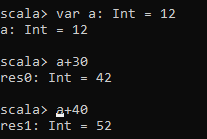 scala> var a: Int = 12
a: Int = 12
scala> a+30
res0: Int = 42
scala> a+40
res1: Int = 52